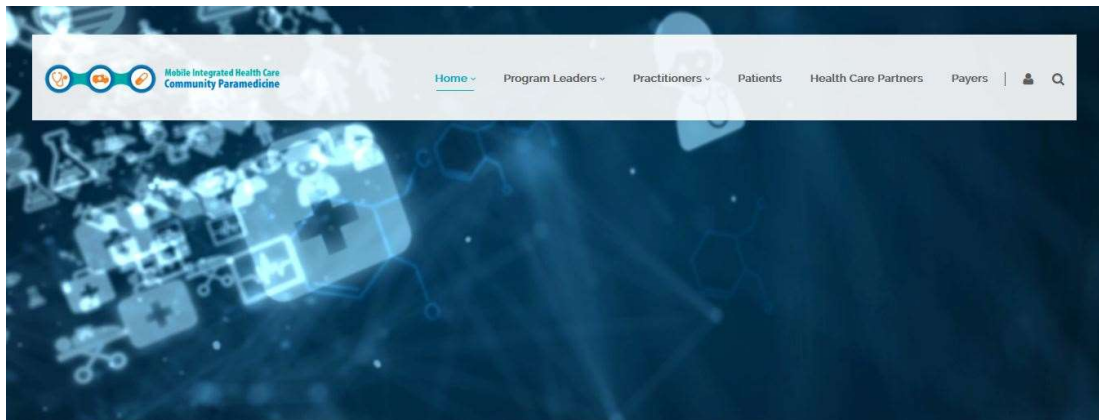 Mobile Integrated Health Care
Community Paramedicine
Home Program Leaders Practitioners Patients Health Care Partners Payers